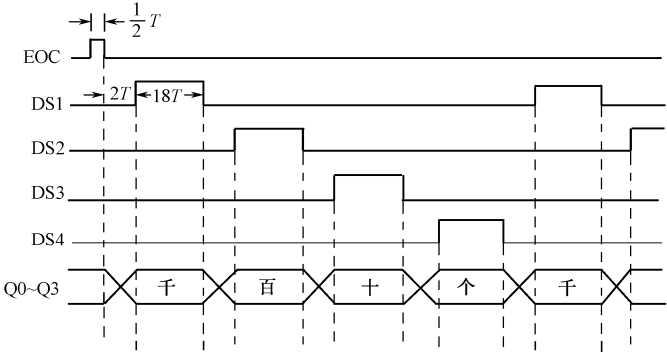 1/2 T
EOC
2T 18T
DS1
DS2
DS3
DS4
Q0~Q3 千 百 十 个 千